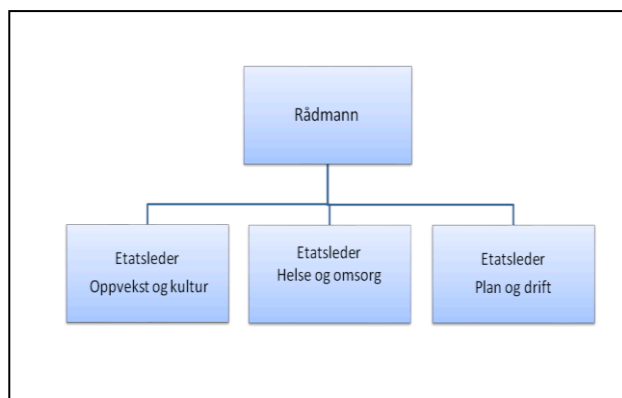 Rådmann
Etatsleder
Oppvekst og kultur
Etatsleder
Helse og omsorg
Etatsleder
Plan og drift